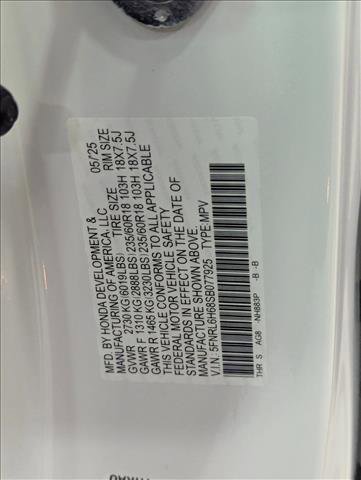 MFD. BY HONDA DEVELOPMENT & 05/25
MANUFACTURING OF AMERICA, LLC
TIRE SIZE RIM SIZE
GVWR 2730 KG(6019LBS)
GAWR F 1310 KG(2888LBS)235/60R18 103H 18X7.5J
GAWR R 1465 KG(3230LBS)235/60R18 103H 18X7.5J
THIS VEHICLE CONFORMS TO ALL APPLICABLE
FEDERAL MOTOR VEHICLE SAFETY
STANDARDS IN EFFECT ON THE DATE OF
MANUFACTURE SHOWN ABOVE.
V.I.N. 5FNRL6H68SB077925 TYPE:MPV
THR S AG8 -NH883P -B -B